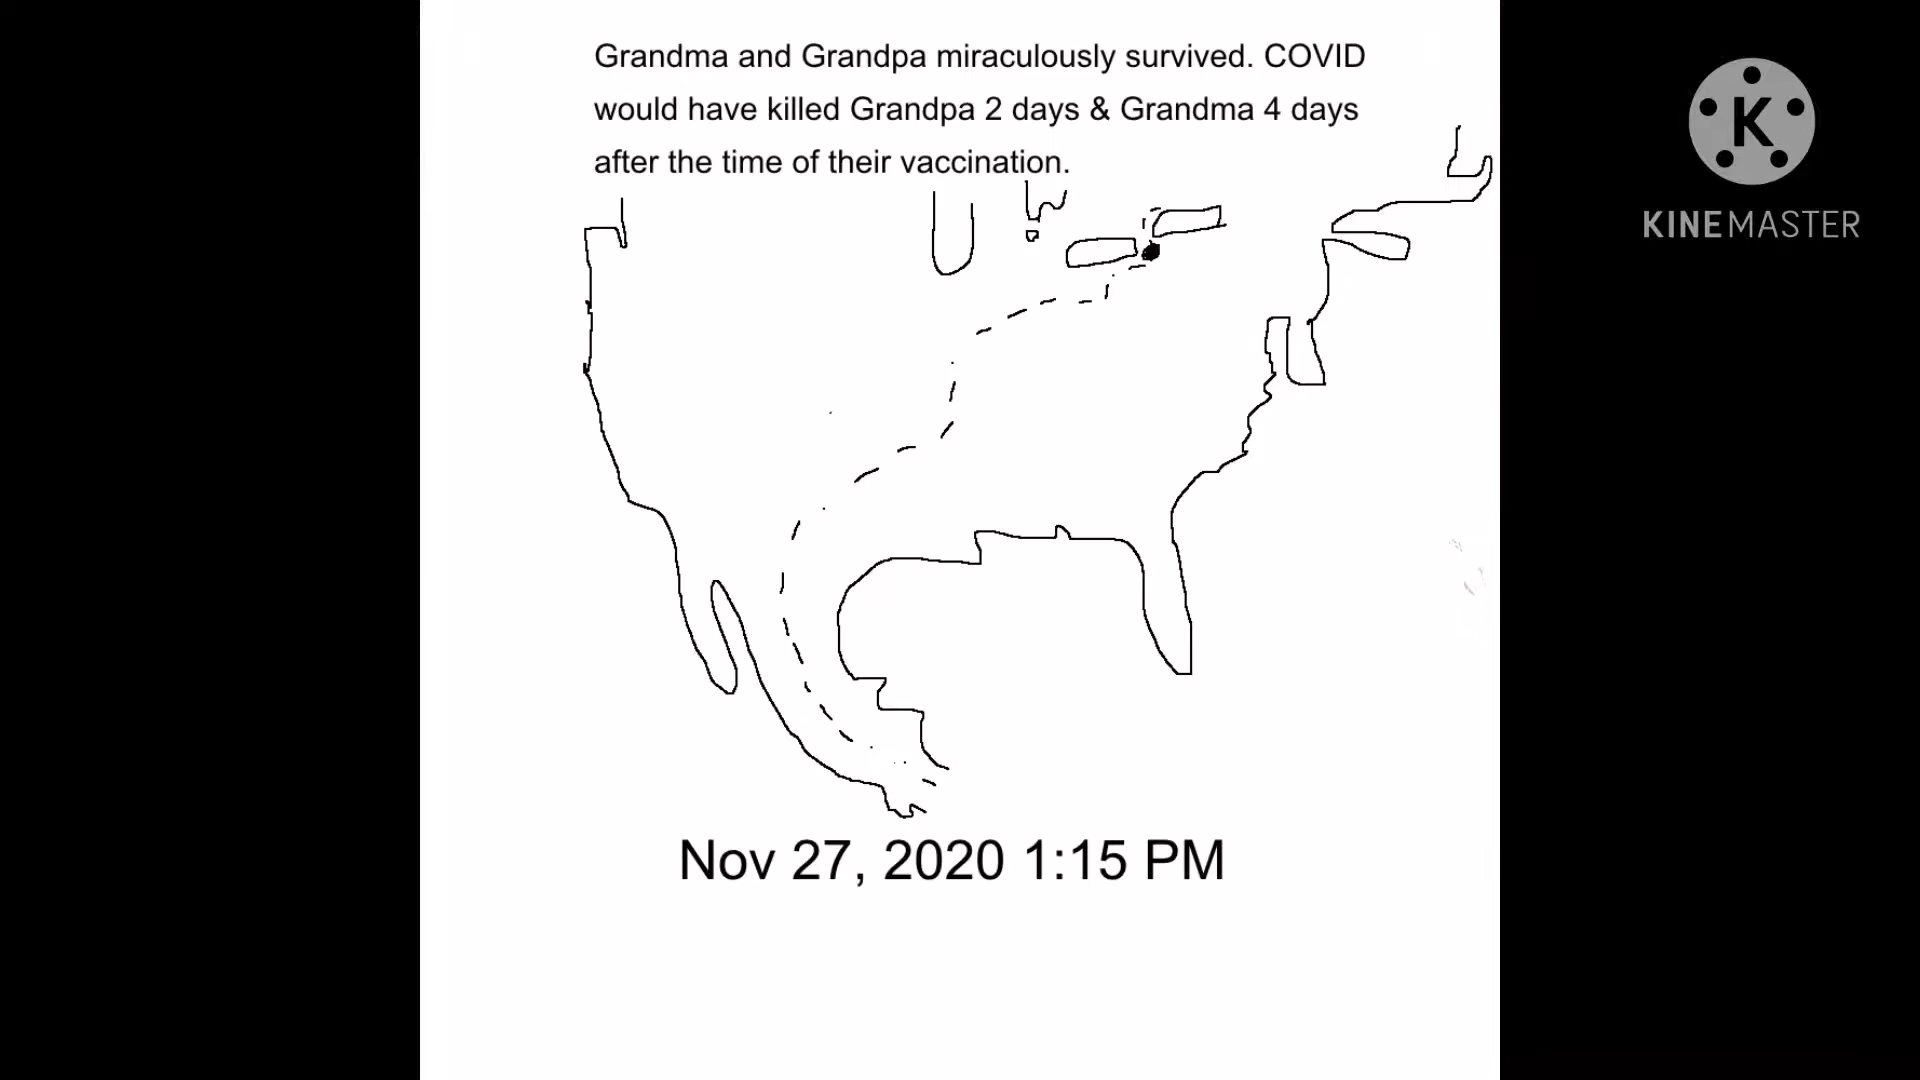 Grandma and Grandpa miraculously survived. COVID
would have killed Grandpa 2 days & Grandma 4 days
after the time of their vaccination.
K
KINEMASTER
Nov 27, 2020 1:15 PM